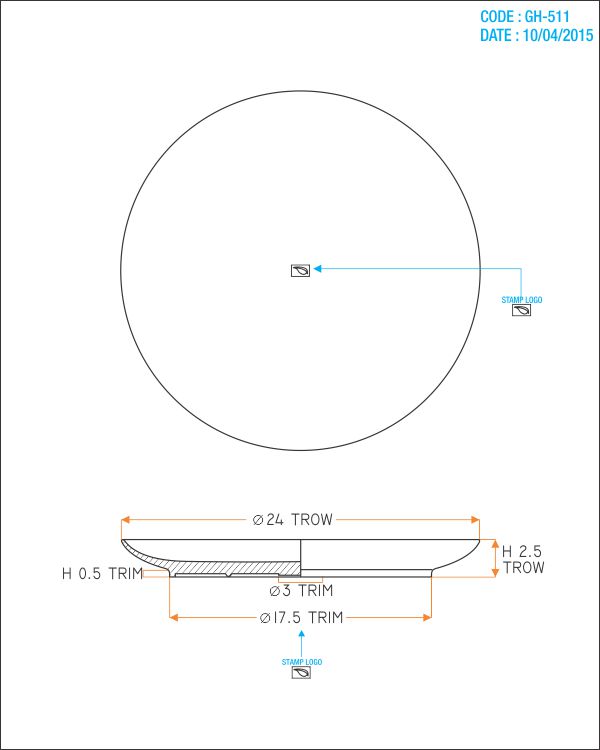 CODE : GH-511
DATE : 10/04/2015
STAMP LOGO
⌀24 TROW
H 2.5
TROW
H 0.5 TRIM
⌀3 TRIM
⌀17.5 TRIM
STAMP LOGO